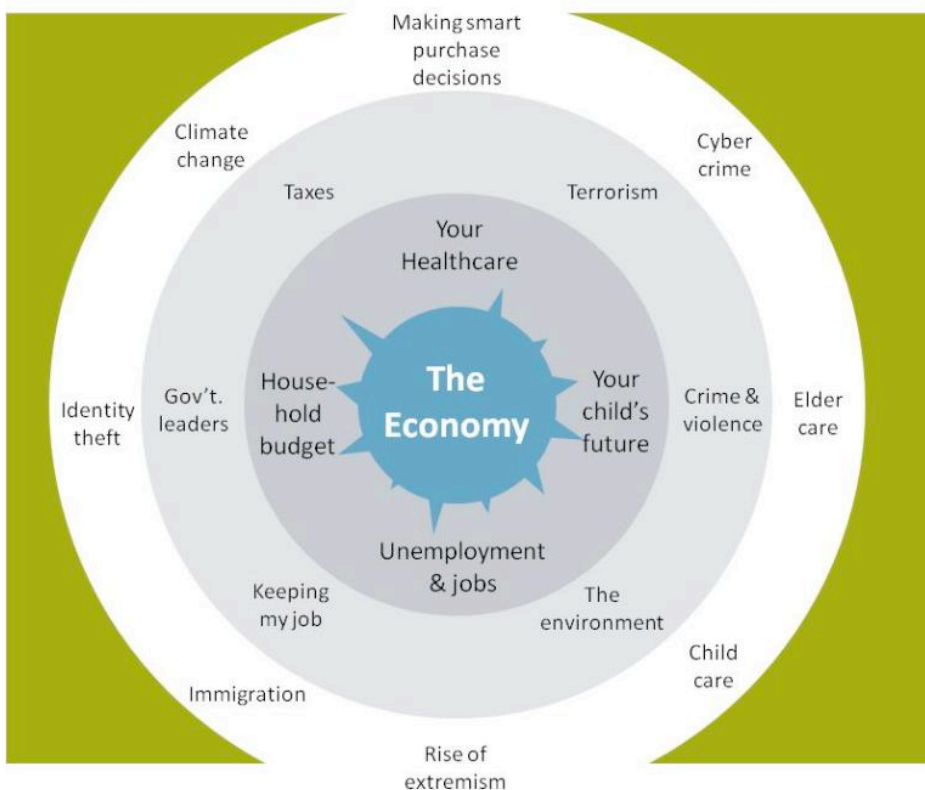 Making smart
purchase
decisions
Climate
change
Cyber
crime
Taxes
Terrorism
Your
Healthcare
The
Economy
House-
hold
budget
Your
child's
future
Gov't.
leaders
Crime &
violence
Identity
theft
Elder
care
Unemployment
& jobs
Keeping
my job
The
environment
Immigration
Child
care
Rise of
extremism